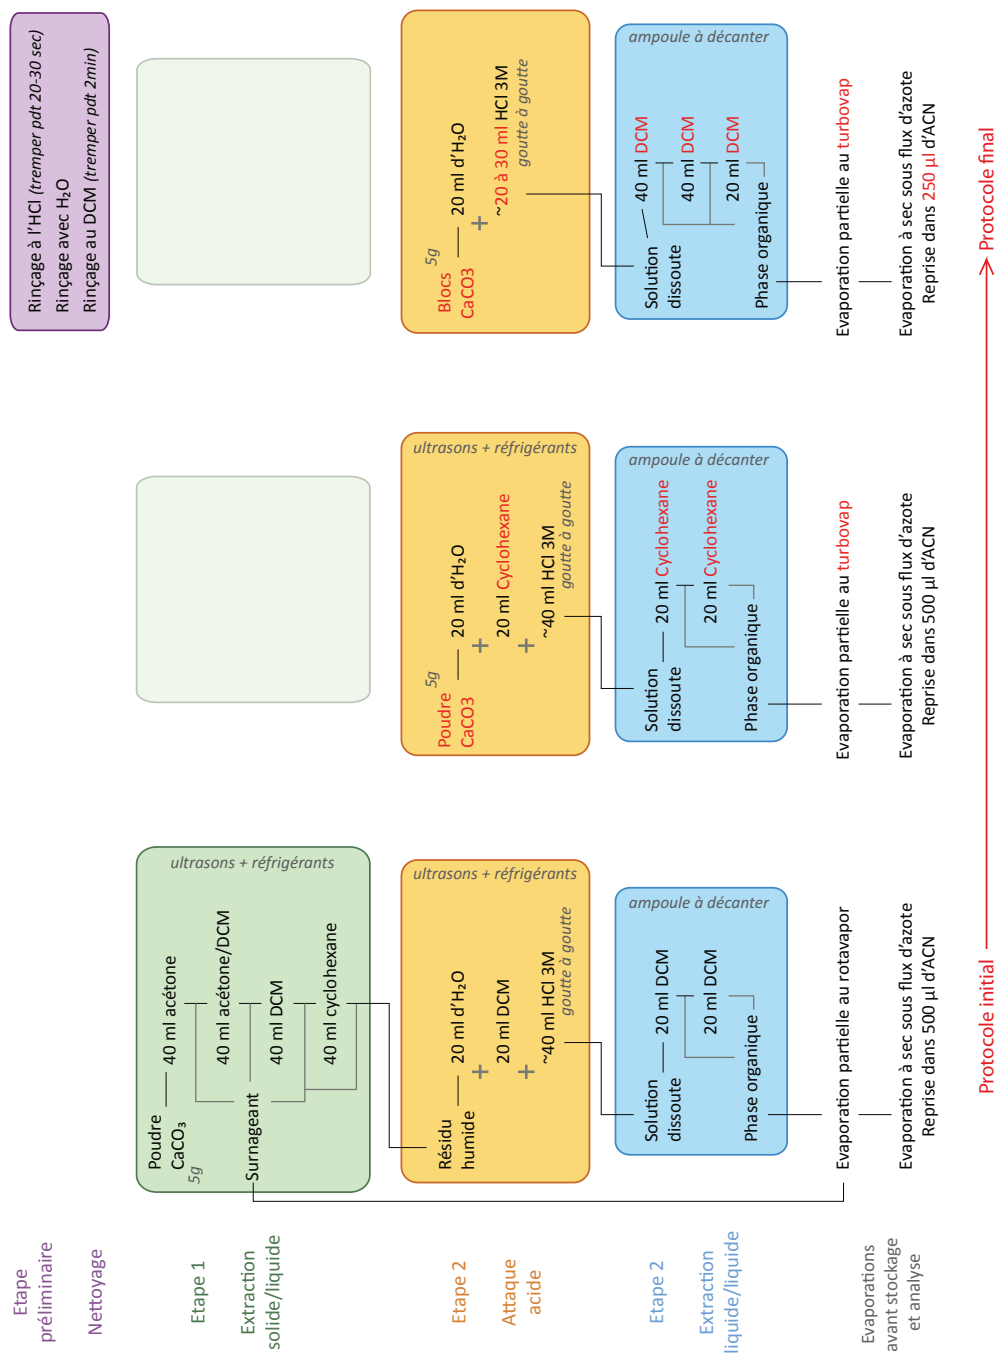 Etape
préliminaire
Nettoyage
Rinçage à l'HCl (tremper pdt 20-30 sec)
Rinçage avec H₂O
Rinçage au DCM (tremper pdt 2min)
Etape 1
Extraction
solide/liquide
Poudre
CaCO₃
5g
40 ml acétone
40 ml acétone/DCM
40 ml DCM
40 ml cyclohexane
Surnageant
ultrasons + réfrigérants
Etape 2
Attaque
acide
Résidu
humide
20 ml d'H₂O
+
20 ml DCM
+
~40 ml HCl 3M
goutte à goutte
ultrasons + réfrigérants
Poudre
CaCO3
5g
20 ml d'H₂O
+
20 ml Cyclohexane
+
~40 ml HCl 3M
goutte à goutte
ultrasons + réfrigérants
Blocs
CaCO3
5g
20 ml d'H₂O
+
~20 à 30 ml HCl 3M
goutte à goutte
Etape 2
Extraction
liquide/liquide
ampoule à décanter
Solution
dissoute
20 ml DCM
20 ml DCM
Phase organique
ampoule à décanter
Solution
dissoute
20 ml Cyclohexane
20 ml Cyclohexane
Phase organique
ampoule à décanter
Solution
dissoute
40 ml DCM
40 ml DCM
20 ml DCM
Phase organique
Evaporations
avant stockage
et analyse
Evaporation partielle au rotavapor
Evaporation à sec sous flux d'azote
Reprise dans 500 µl d'ACN
Evaporation partielle au turbovap
Evaporation à sec sous flux d'azote
Reprise dans 500 µl d'ACN
Evaporation partielle au turbovap
Evaporation à sec sous flux d'azote
Reprise dans 250 µl d'ACN
Protocole initial
Protocole final